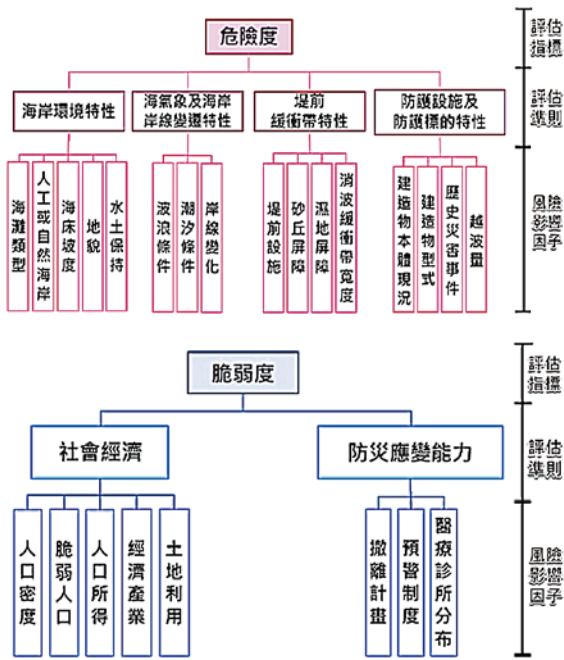 危險度
評估
指標
海岸環境特性
海氣象及海岸
岸線變遷特性
堤前
緩衝帶特性
防護設施及
防護標的特性
評估
準則
海灘類型
人工或自然海岸
海床坡度
地貌
水土保持
波浪條件
潮汐條件
岸線變化
堤前設施
砂丘屏障
濕地屏障
消波緩衝帶寬度
建造物本體現況
建造物型式
歷史災害事件
越波量
風險
影響
因子
脆弱度
評估
指標
社會經濟
防災應變能力
評估
準則
人口密度
脆弱人口
人口所得
經濟產業
土地利用
撤離計畫
預警制度
醫療診所分布
風險
影響
因子